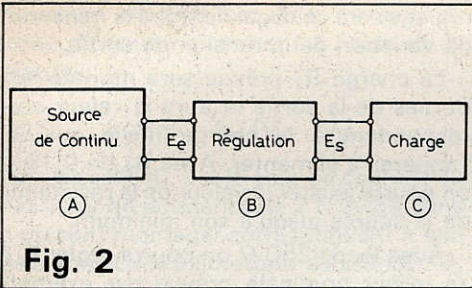 Source
de Continu
Ee
Régulation
Es
Charge
A
B
C
Fig. 2